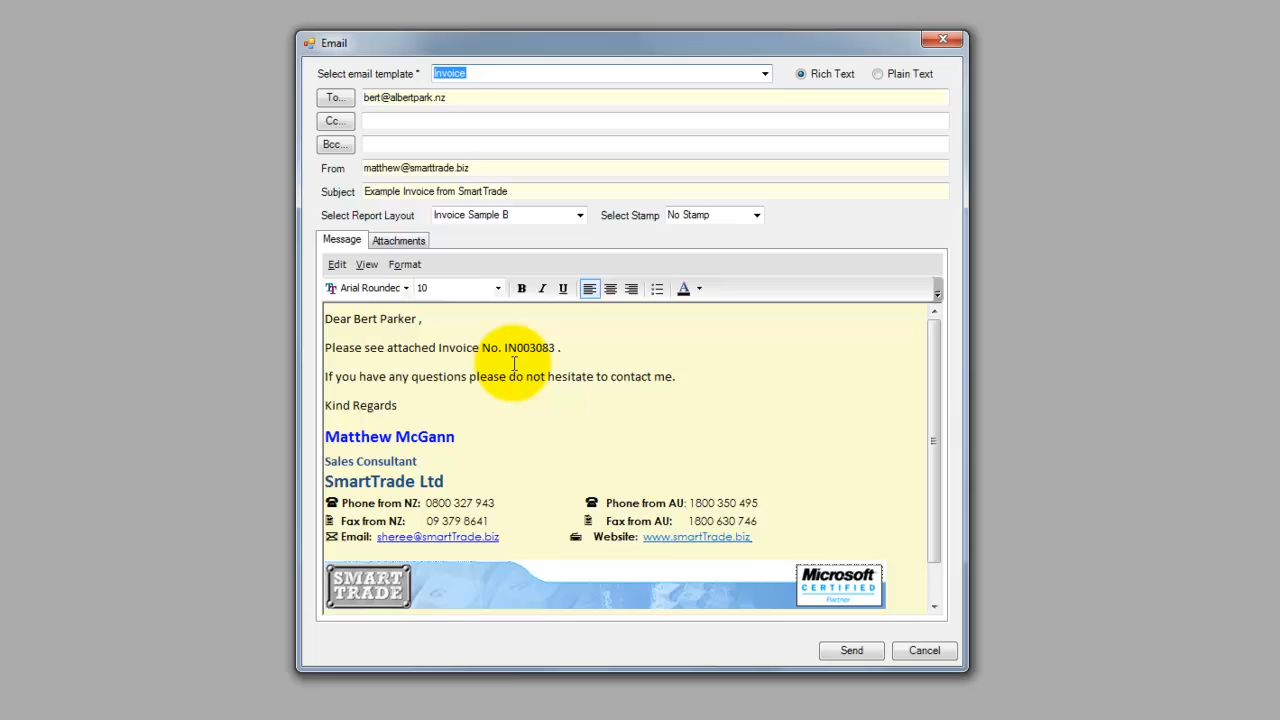 Email
Select email template * Invoice Rich Text Plain Text
To... bert@albertpark.nz
Cc...
Bcc...
From matthew@smarttrade.biz
Subject Example Invoice from SmartTrade
Select Report Layout Invoice Sample B Select Stamp No Stamp
Message Attachments
Edit View Format
Arial Roundec 10 B I U A
Dear Bert Parker ,
Please see attached Invoice No. IN003083 .
If you have any questions please do not hesitate to contact me.
Kind Regards
Matthew McGann
Sales Consultant
SmartTrade Ltd
Phone from NZ: 0800 327 943 Phone from AU: 1800 350 495
Fax from NZ: 09 379 8641 Fax from AU: 1800 630 746
Email: sheree@smartTrade.biz Website: www.smartTrade.biz
SMART TRADE
Microsoft
CERTIFIED
Partner
Send Cancel